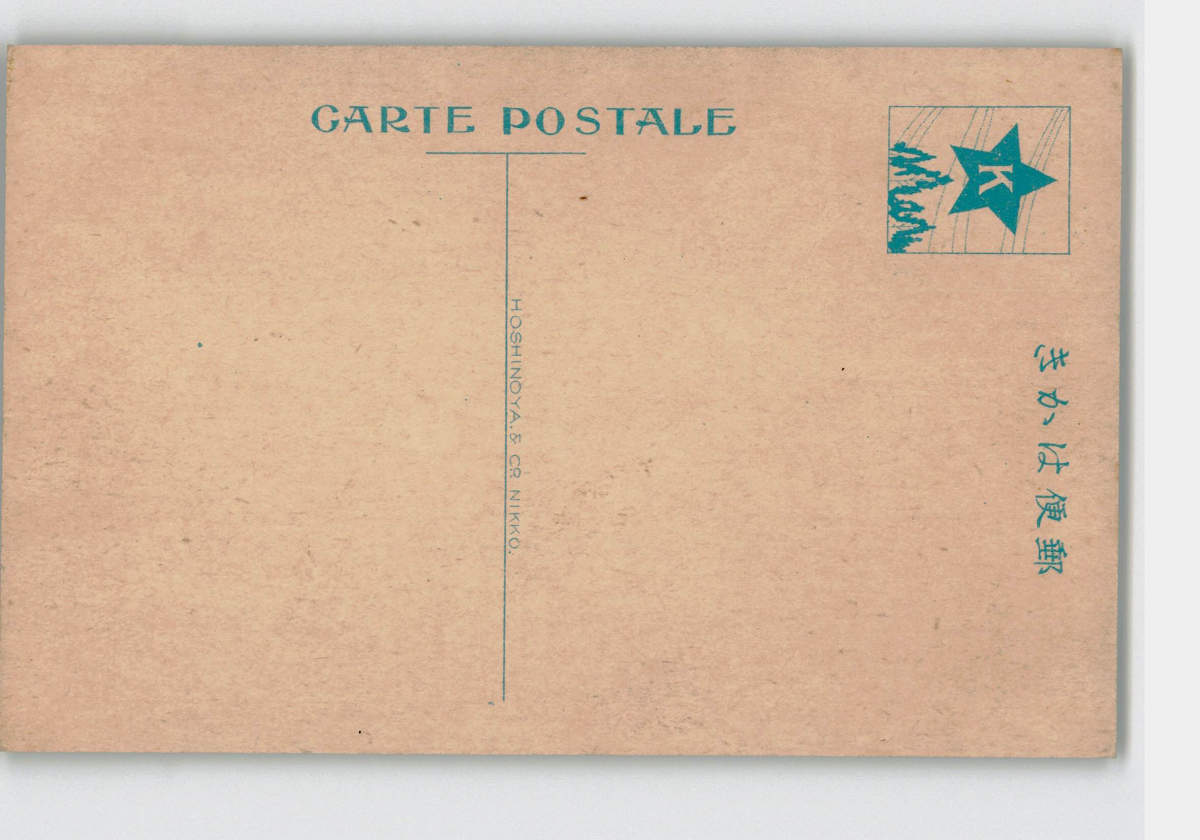 CARTE POSTALE
K
HOSHINOYA. & Co. NIKKO.
郵便はかき